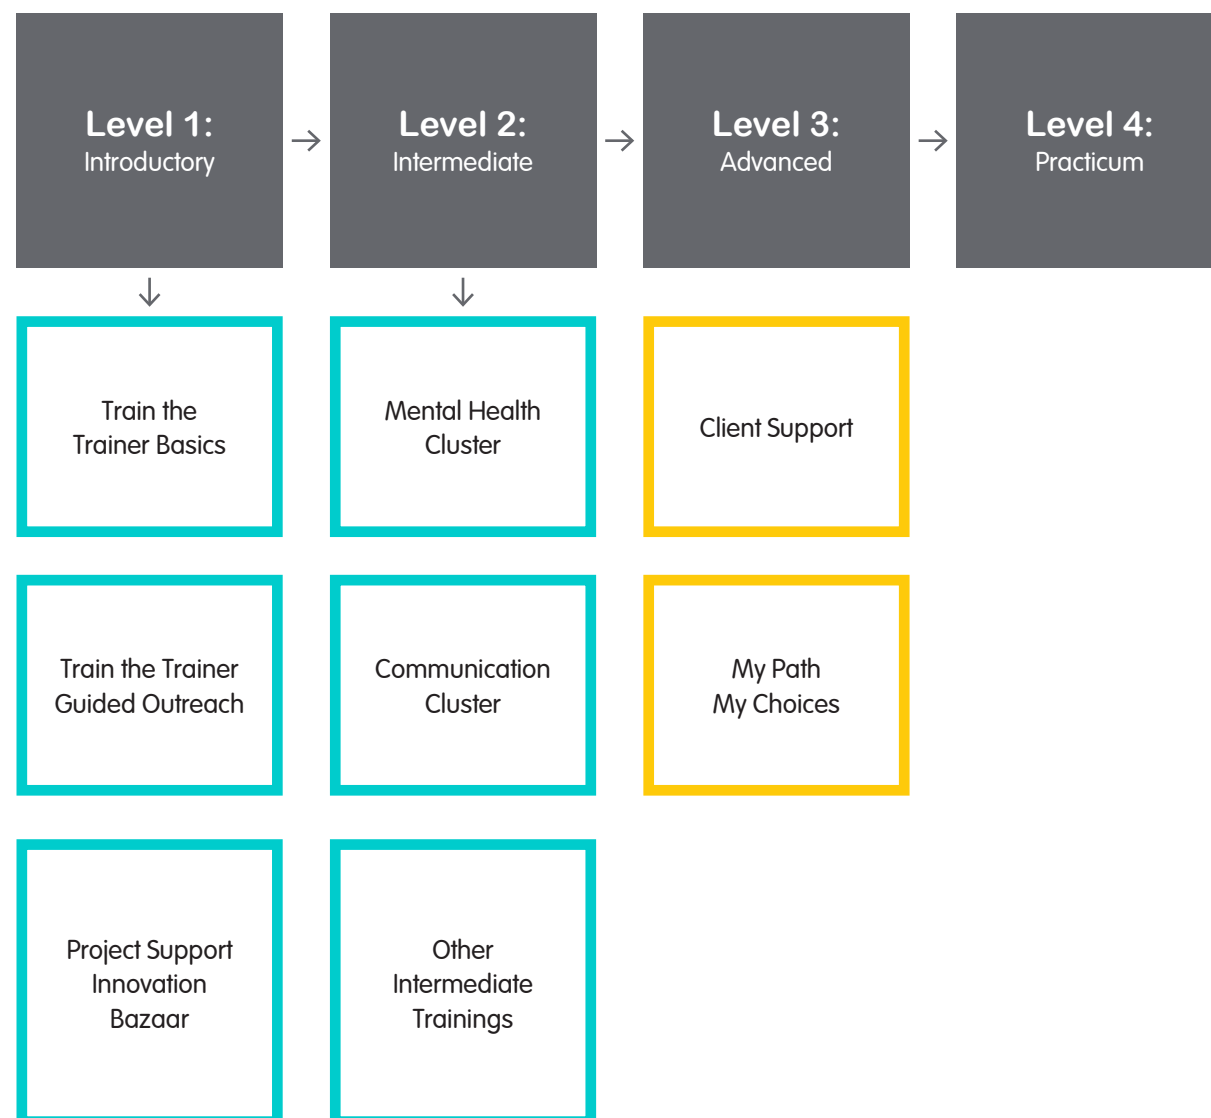 Level 1:
Introductory
Level 2:
Intermediate
Level 3:
Advanced
Level 4:
Practicum
Train the
Trainer Basics
Mental Health
Cluster
Client Support
Train the Trainer
Guided Outreach
Communication
Cluster
My Path
My Choices
Project Support
Innovation
Bazaar
Other
Intermediate
Trainings